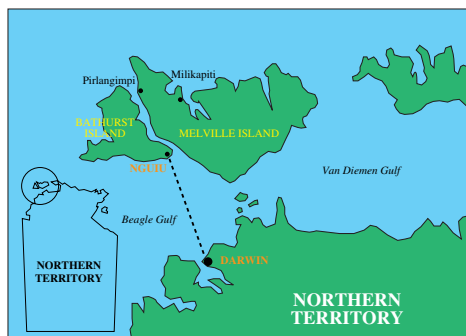 Pirlangimpi
Milikapiti
BATHURST
ISLAND
MELVILLE ISLAND
NGUIU
Van Diemen Gulf
Beagle Gulf
DARWIN
NORTHERN
TERRITORY
NORTHERN
TERRITORY